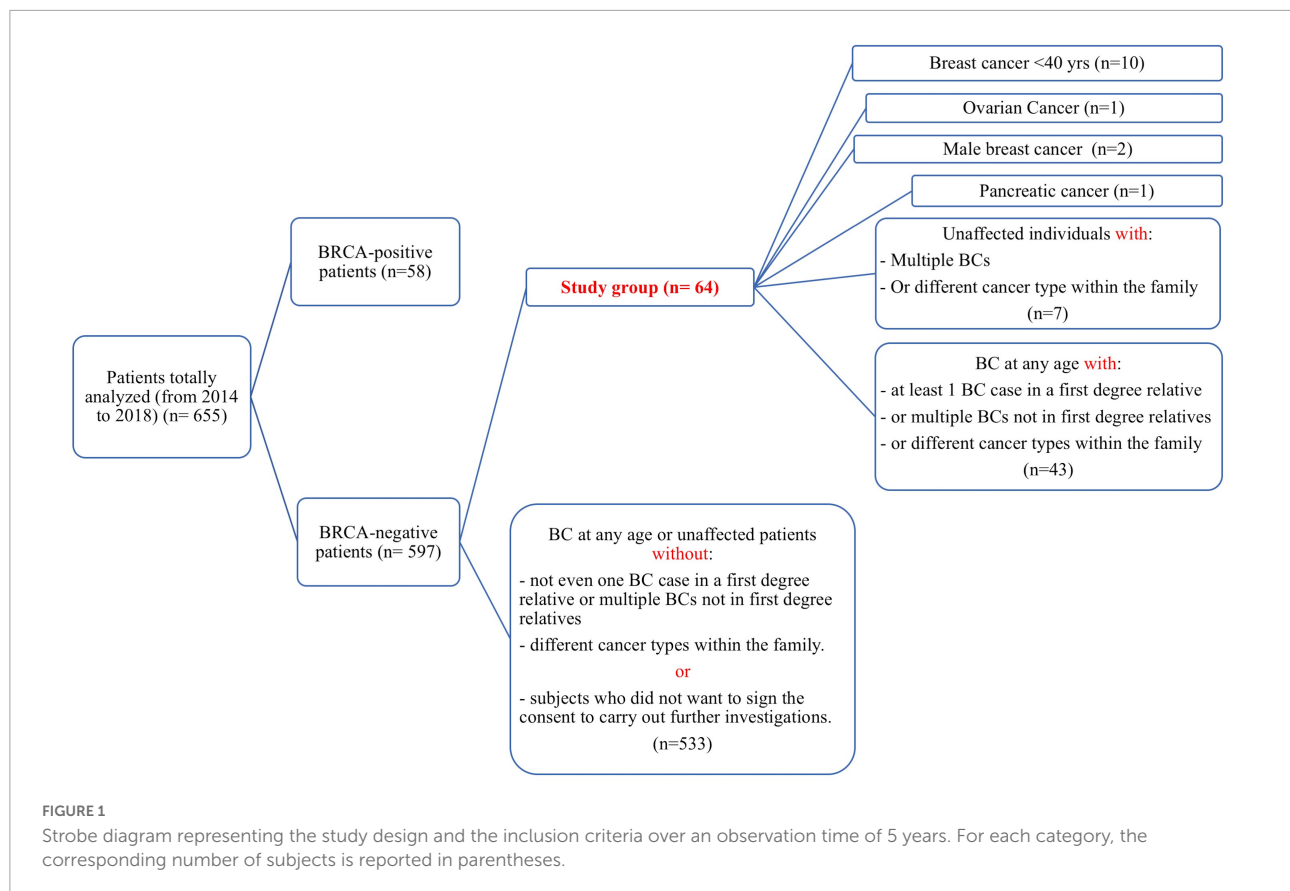 Patients totally
analyzed (from 2014
to 2018) (n= 655)
BRCA-positive
patients (n=58)
BRCA-negative
patients (n= 597)
Study group (n= 64)
BC at any age or unaffected patients
without:
- not even one BC case in a first degree
relative or multiple BCs not in first degree
relatives
- different cancer types within the family.
or
- subjects who did not want to sign the
consent to carry out further investigations.
(n=533)
Breast cancer <40 yrs (n=10)
Ovarian Cancer (n=1)
Male breast cancer (n=2)
Pancreatic cancer (n=1)
Unaffected individuals with:
- Multiple BCs
- Or different cancer type within the family
(n=7)
BC at any age with:
- at least 1 BC case in a first degree relative
- or multiple BCs not in first degree relatives
- or different cancer types within the family
(n=43)
FIGURE 1
Strobe diagram representing the study design and the inclusion criteria over an observation time of 5 years. For each category, the
corresponding number of subjects is reported in parentheses.